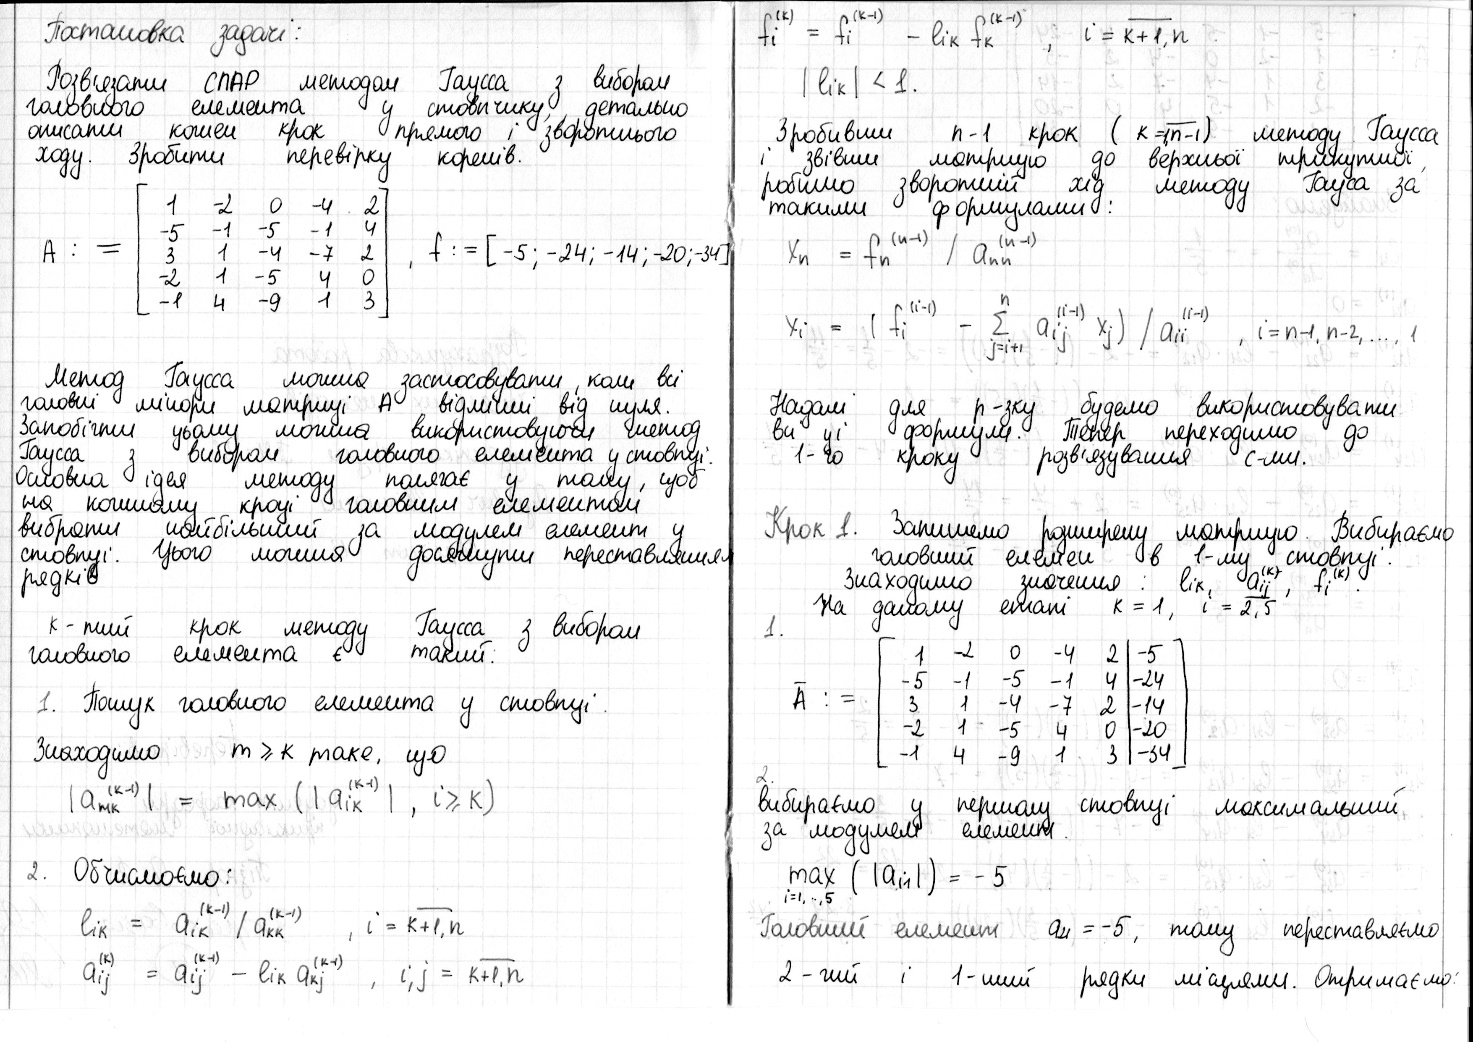 Постановка задачі:
Розв'язати СЛАР методом Гаусса з вибором
головного елемента у стовпчику, детально
описати кожен крок прямого і зворотнього
ходу. Зробити перевірку коренів.
A := [ 1 -2 0 -4 2
-5 -1 -5 -1 4
3 1 -4 -7 2
-2 1 -5 4 0
-1 4 -9 1 3 ] , f := [-5; -24; -14; -20; -34]
Метод Гаусса можна застосовувати, коли всі
головні мінори матриці A відмінні від нуля.
Запобігти цьому можна використовуючи метод
Гаусса з вибором головного елемента у стовпці.
Основна ідея методу полягає у тому, щоб
на кожному кроці головним елементом
вибрати найбільший за модулем елемент у
стовпці. Цього можна досягнути переставлянням
рядків
k-тий крок методу Гаусса з вибором
головного елемента є такий:
1. Пошук головного елемента у стовпці.
Знаходимо m ≥ k таке, що
|a_mk^(k-1)| = max (|a_ik^(k-1)|, i ≥ k)
2. Обчислюємо:
l_ik = a_ik^(k-1) / a_kk^(k-1) , i = k+1,n
a_ij^(k) = a_ij^(k-1) - l_ik a_kj^(k-1) , i,j = k+1,n
f_i^(k) = f_i^(k-1) - l_ik f_k^(k-1) , i = k+1,n
|l_ik| < 1.
Зробивши n-1 крок (k=1,n-1) методу Гаусса
і звівши матрицю до верхньої трикутної,
робимо зворотній хід методу Гауса за
такими формулами:
x_n = f_n^(n-1) / a_nn^(n-1)
x_i = ( f_i^(i-1) - Σ_{j=i+1}^{n} a_ij^(i-1) x_j ) / a_ii^(i-1) , i = n-1, n-2, ..., 1
Надалі для р-зку будемо використовувати
ви ці формули. Тепер переходимо до
1-го кроку розв'язування с-ми.
Крок 1. Запишемо розширену матрицю. Вибираємо
головний елемен в 1-му стовпці.
Знаходимо значення: l_ik, a_ij^(k), f_i^(k).
На даному етапі k = 1, i = 2,5
1.
Ā := [ 1 -2 0 -4 2 | -5
-5 -1 -5 -1 4 | -24
3 1 -4 -7 2 | -14
-2 1 -5 4 0 | -20
-1 4 -9 1 3 | -34 ]
2.
вибираємо у першому стовпці максимальний
за модулем елемент.
max_{i=1,..,5} (|a_i1|) = -5
Головний елемент a_21 = -5, тому переставляємо
2-гий і 1-ший рядки місцями. Отримаємо: